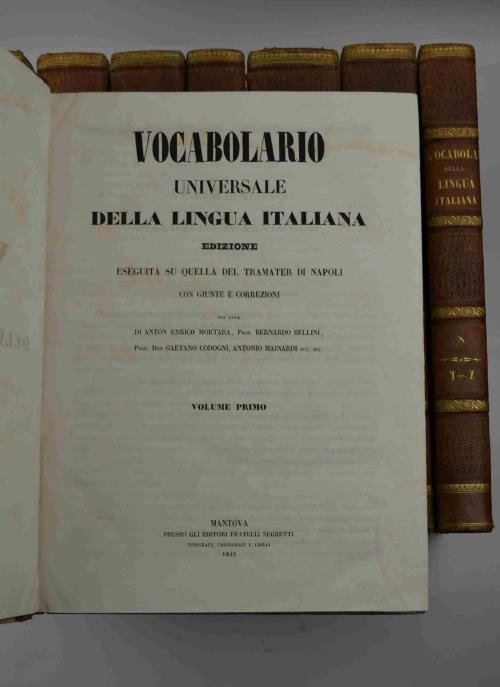 VOCABOLARIO
UNIVERSALE
DELLA LINGUA ITALIANA
EDIZIONE
ESEGUITA SU QUELLA DEL TRAMATER DI NAPOLI
CON GIUNTE E CORREZIONI
PER CURA
DI ANTON ENRICO MORTARA, PROF. BERNARDO BELLINI,
PROF. DON GAETANO CODOGNI, ANTONIO MAINARDI ECC. ECC.
VOLUME PRIMO
MANTOVA
PRESSO GLI EDITORI FRATELLI NEGRETTI
TIPOGRAFI, CALCOGRAFI E LIBRAI
VOCABOLA
DELLA
LINGUA
ITALIANA
8
T-Z